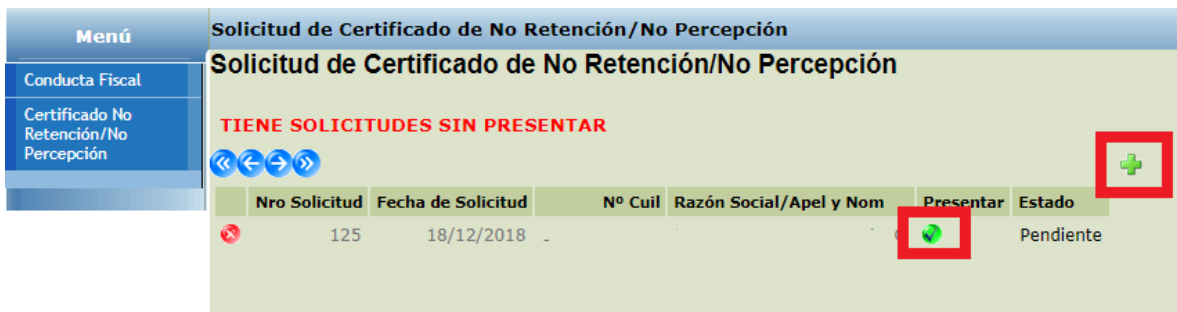 Menú
Conducta Fiscal
Certificado No
Retención/No
Percepción
Solicitud de Certificado de No Retención/No Percepción
Solicitud de Certificado de No Retención/No Percepción
TIENE SOLICITUDES SIN PRESENTAR
Nro Solicitud Fecha de Solicitud Nº Cuil Razón Social/Apel y Nom Presentar Estado
125 18/12/2018 Pendiente